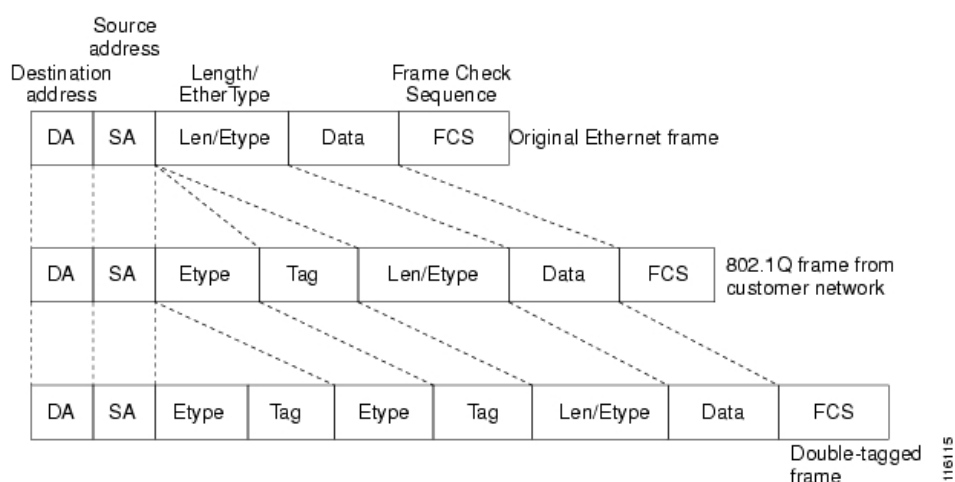 Source
address
Destination
address
Length/
EtherType
Frame Check
Sequence
DA SA Len/Etype Data FCS Original Ethernet frame
DA SA Etype Tag Len/Etype Data FCS 802.1Q frame from
customer network
DA SA Etype Tag Etype Tag Len/Etype Data FCS
Double-tagged
frame
116115